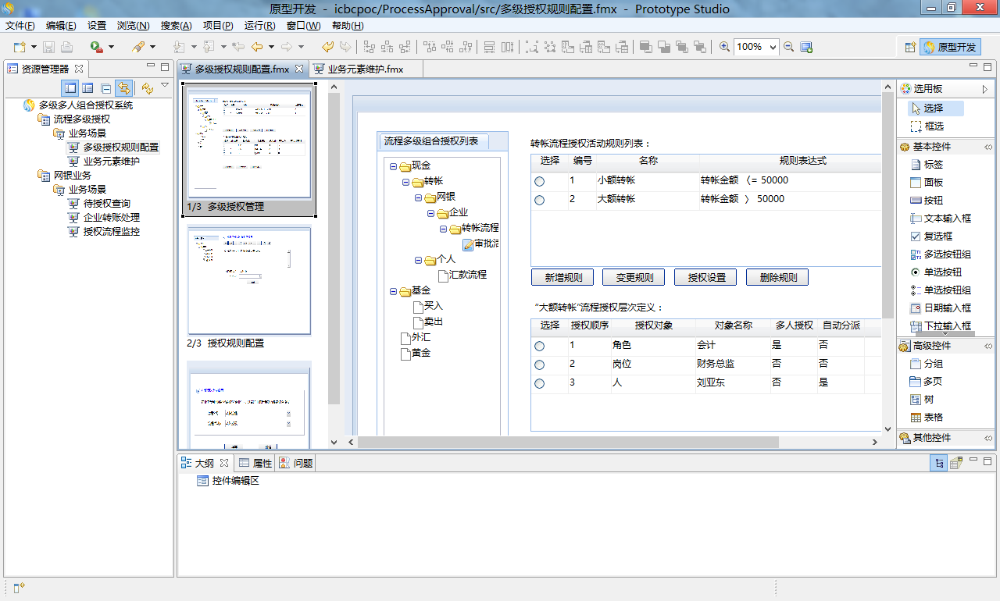 原型开发 - icbcpoc/ProcessApproval/src/多级授权规则配置.fmx - Prototype Studio
文件(F) 编辑(E) 设置 浏览(N) 搜索(A) 项目(P) 运行(R) 窗口(W) 帮助(H)
100% 原型开发
资源管理器
多级多人组合授权系统
流程多级授权
业务场景
多级授权规则配置
业务元素维护
网银业务
业务场景
待授权查询
企业转账处理
授权流程监控
多级授权规则配置.fmx 业务元素维护.fmx
1/3 多级授权管理
2/3 授权规则配置
流程多级组合授权列表
现金
转帐
网银
企业
转帐流程
审批活
个人
汇款流程
基金
买入
卖出
外汇
黄金
转帐流程授权活动规则列表：
选择 编号 名称 规则表达式
1 小额转帐 转帐金额 〈= 50000
2 大额转帐 转帐金额 〉 50000
新增规则 变更规则 授权设置 删除规则
“大额转帐”流程授权层次定义：
选择 授权顺序 授权对象 对象名称 多人授权 自动分派
1 角色 会计 是 否
2 岗位 财务总监 否 否
3 人 刘亚东 否 是
选用板
选择
框选
基本控件
标签
面板
按钮
文本输入框
复选框
多选按钮组
单选按钮
单选按钮组
日期输入框
下拉输入框
高级控件
分组
多页
树
表格
其他控件
大纲 属性 问题
控件编辑区